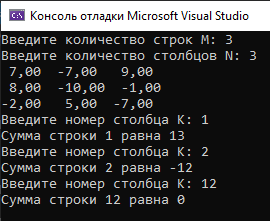 Консоль отладки Microsoft Visual Studio
Введите количество строк M: 3
Введите количество столбцов N: 3
7,00 -7,00 9,00
8,00 -10,00 -1,00
-2,00 5,00 -7,00
Введите номер столбца К: 1
Сумма строки 1 равна 13
Введите номер столбца К: 2
Сумма строки 2 равна -12
Введите номер столбца К: 12
Сумма строки 12 равна 0